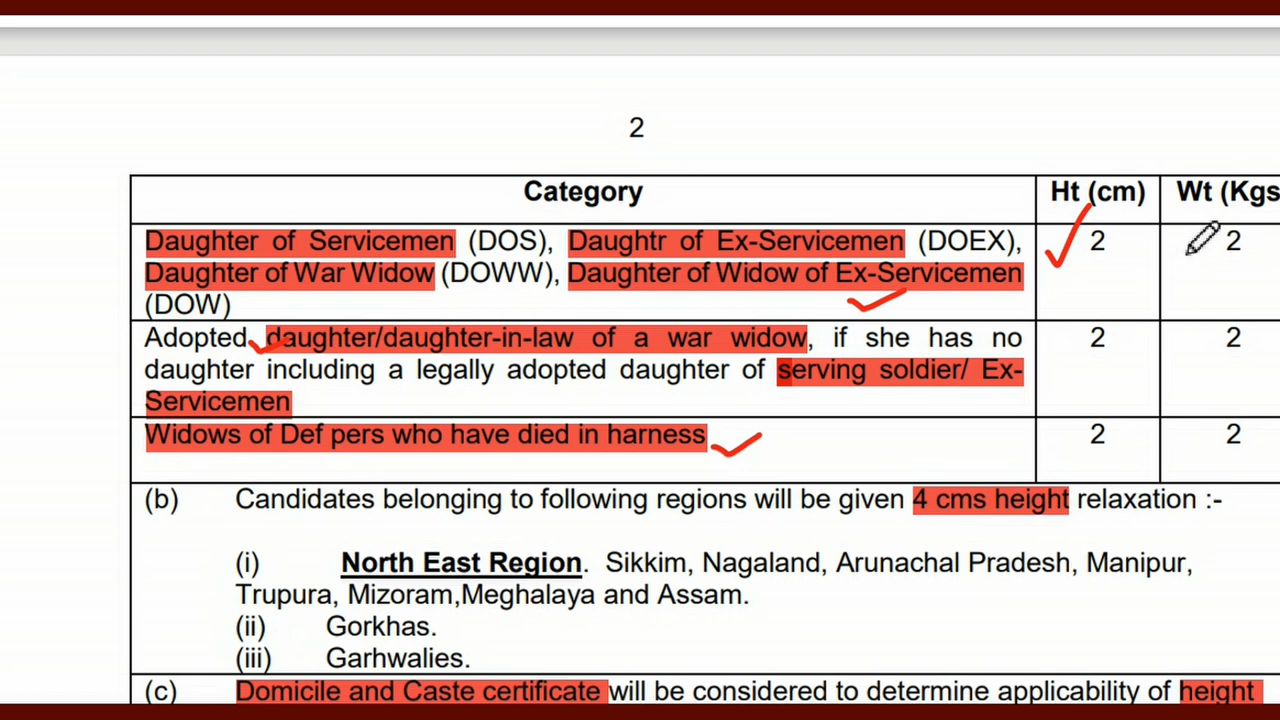 2
Category Ht (cm) Wt (Kgs
Daughter of Servicemen (DOS), Daughtr of Ex-Servicemen (DOEX), 2 2
Daughter of War Widow (DOWW), Daughter of Widow of Ex-Servicemen
(DOW)
Adopted daughter/daughter-in-law of a war widow, if she has no 2 2
daughter including a legally adopted daughter of serving soldier/ Ex-
Servicemen
Widows of Def pers who have died in harness 2 2
(b) Candidates belonging to following regions will be given 4 cms height relaxation :-
(i) North East Region. Sikkim, Nagaland, Arunachal Pradesh, Manipur,
Trupura, Mizoram,Meghalaya and Assam.
(ii) Gorkhas.
(iii) Garhwalies.
(c) Domicile and Caste certificate will be considered to determine applicability of height